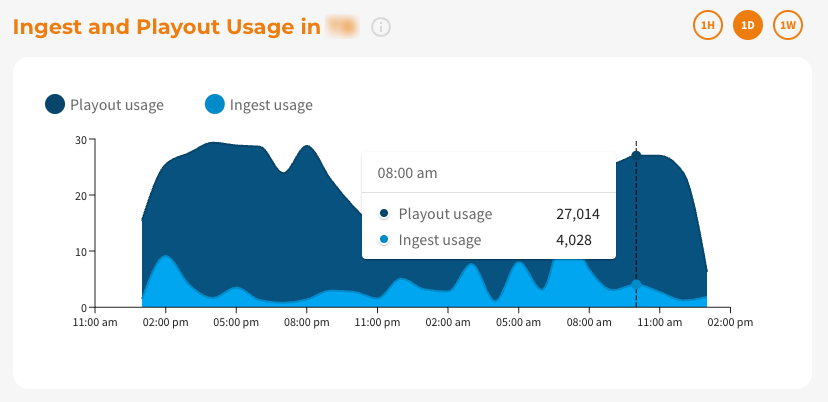 Ingest and Playout Usage in
1H
1D
1W
Playout usage
Ingest usage
30
20
10
0
08:00 am
Playout usage 27,014
Ingest usage 4,028
11:00 am 02:00 pm 05:00 pm 08:00 pm 11:00 pm 02:00 am 05:00 am 08:00 am 11:00 am 02:00 pm